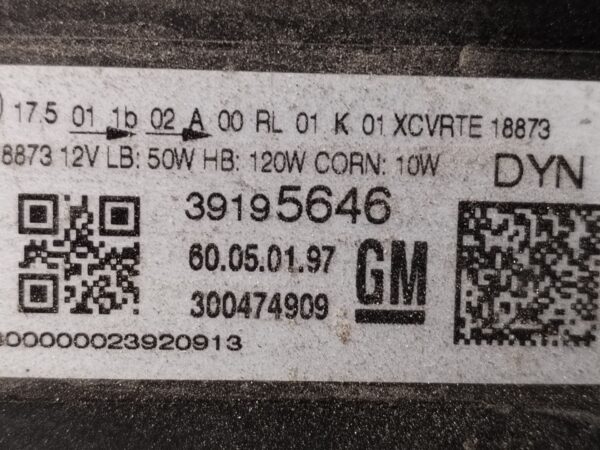 17.5 01 1b 02 A 00 RL 01 K 01 XCVRTE 18873
8873 12V LB: 50W HB: 120W CORN: 10W
DYN
39195646
60.05.01.97
GM
300474909
000000023920913